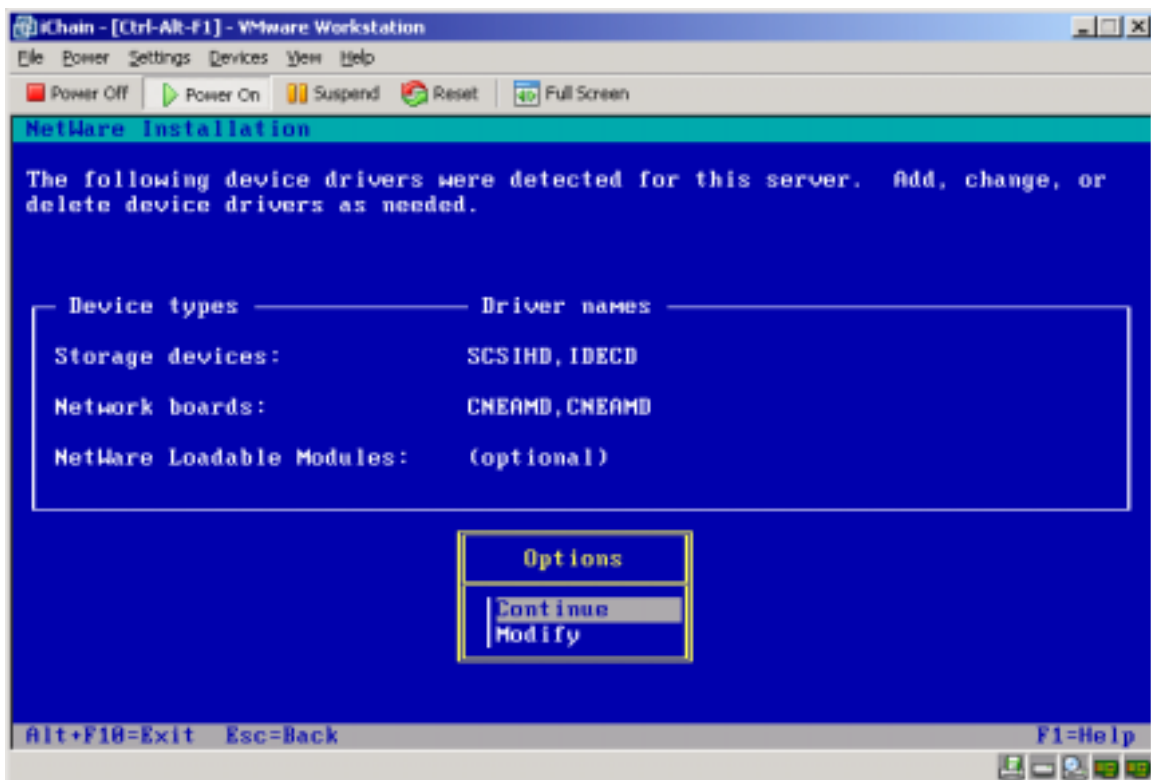 iChain - [Ctrl-Alt-F1] - VMware Workstation
File Power Settings Devices View Help
Power Off Power On Suspend Reset Full Screen
NetWare Installation
The following device drivers were detected for this server. Add, change, or
delete device drivers as needed.
Device types Driver names
Storage devices: SCSIHD,IDECD
Network boards: CNEAMD,CNEAMD
NetWare Loadable Modules: (optional)
Options
Continue
Modify
Alt+F10=Exit Esc=Back F1=Help